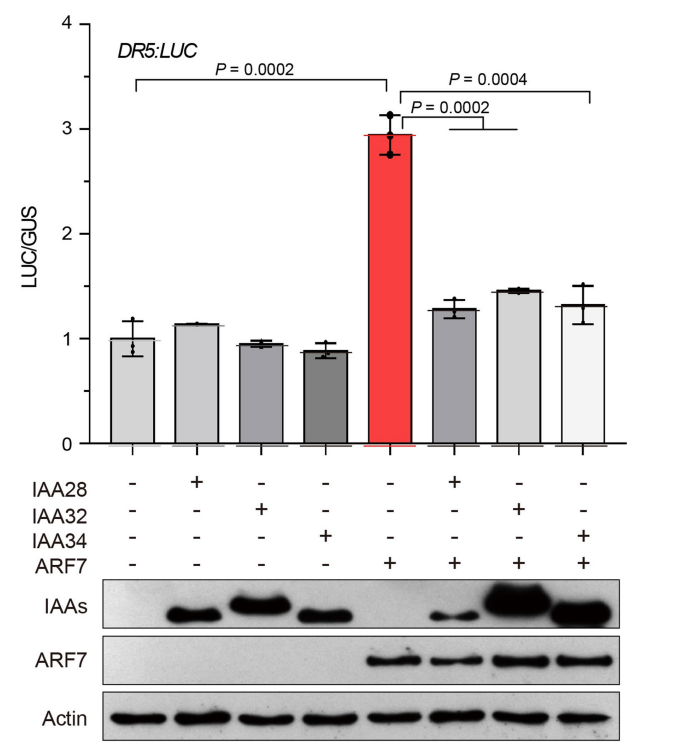 4
DR5:LUC
P = 0.0002
P = 0.0004
P = 0.0002
3
LUC/GUS
2
1
0
IAA28 - + - - - + - -
IAA32 - - + - - - + -
IAA34 - - - + - - - +
ARF7 - - - - + + + +
IAAs
ARF7
Actin